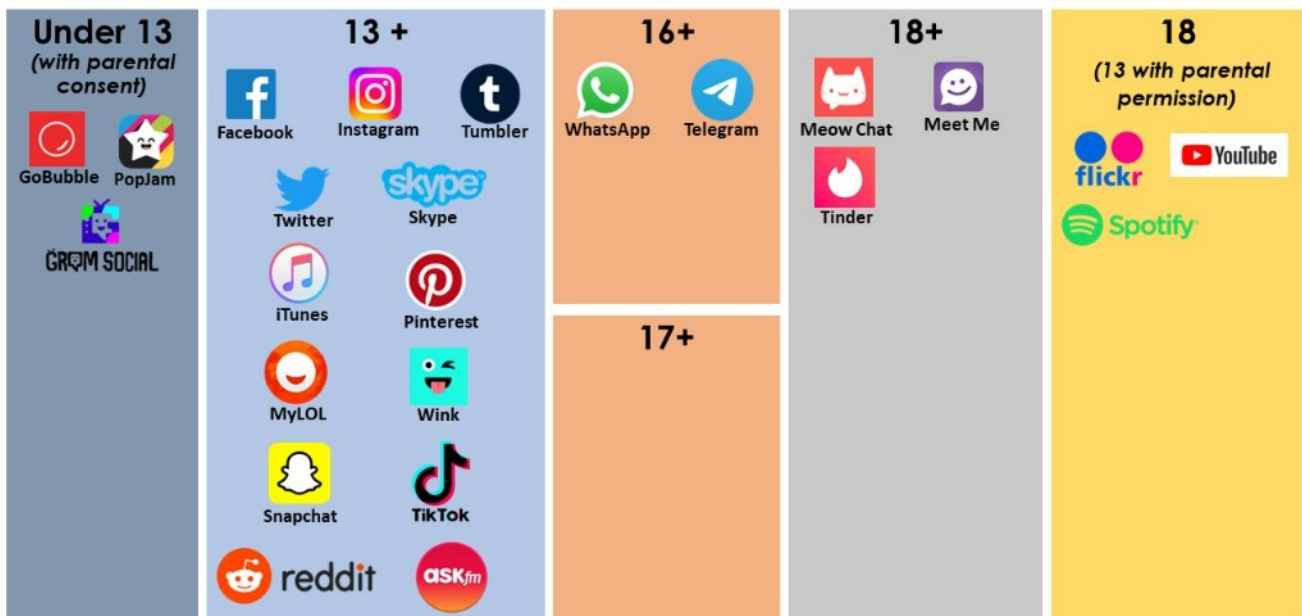 Under 13
(with parental
consent)
GoBubble
PopJam
GROM SOCIAL
13 +
f
Facebook
Instagram
t
Tumbler
Twitter
skype
Skype
iTunes
Pinterest
MyLOL
Wink
Snapchat
TikTok
reddit
ASKfm
16+
WhatsApp
Telegram
17+
18+
Meow Chat
Meet Me
Tinder
18
(13 with parental
permission)
flickr
YouTube
Spotify